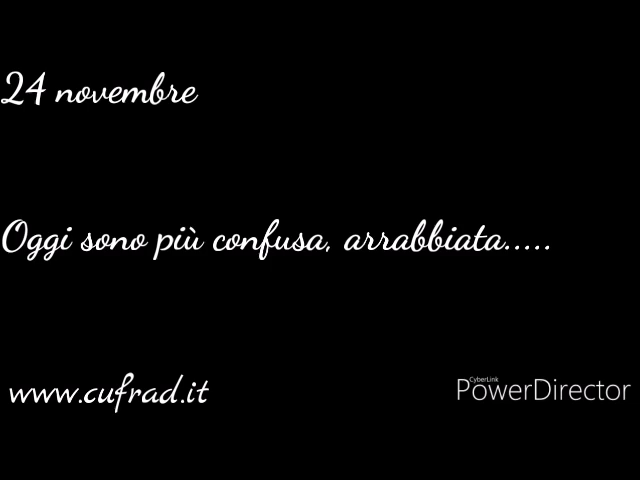 24 novembre
Oggi sono più confusa, arrabbiata.....
www.cufrad.it
CyberLink
PowerDirector